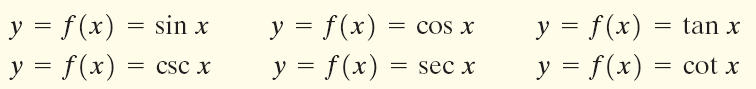 y = f(x) = sin x y = f(x) = cos x y = f(x) = tan x
y = f(x) = csc x y = f(x) = sec x y = f(x) = cot x